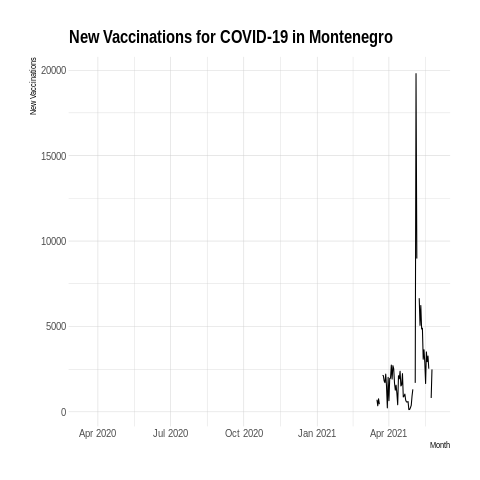 New Vaccinations for COVID-19 in Montenegro
New Vaccinations
20000
15000
10000
5000
0
Apr 2020 Jul 2020 Oct 2020 Jan 2021 Apr 2021
Month